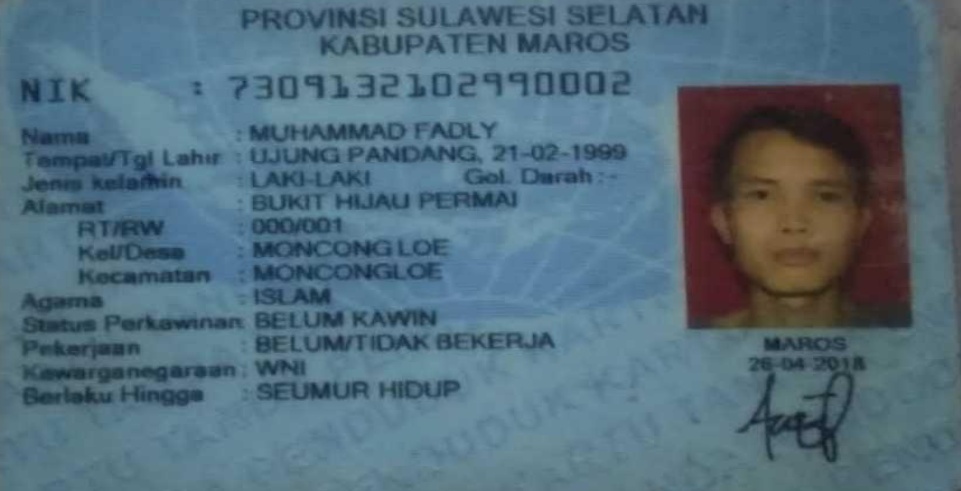 PROVINSI SULAWESI SELATAN
KABUPATEN MAROS
NIK : 7309132102990002
Nama : MUHAMMAD FADLY
Tempat/Tgl Lahir : UJUNG PANDANG, 21-02-1999
Jenis kelamin : LAKI-LAKI Gol. Darah : -
Alamat : BUKIT HIJAU PERMAI
RT/RW : 000/001
Kel/Desa : MONCONG LOE
Kecamatan : MONCONGLOE
Agama : ISLAM
Status Perkawinan: BELUM KAWIN
Pekerjaan : BELUM/TIDAK BEKERJA
Kewarganegaraan : WNI
Berlaku Hingga : SEUMUR HIDUP
MAROS
26-04-2018